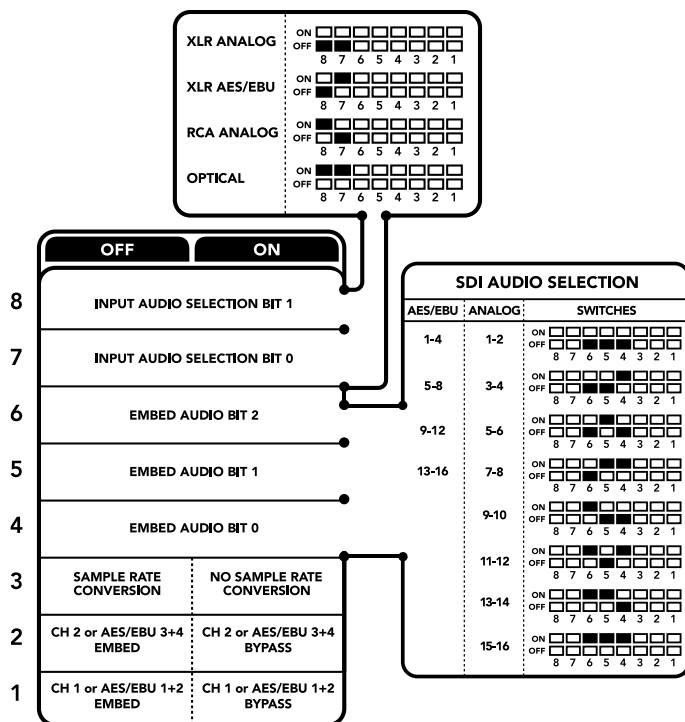 XLR ANALOG
ON
OFF
8 7 6 5 4 3 2 1
XLR AES/EBU
ON
OFF
8 7 6 5 4 3 2 1
RCA ANALOG
ON
OFF
8 7 6 5 4 3 2 1
OPTICAL
ON
OFF
8 7 6 5 4 3 2 1
OFF ON
8 INPUT AUDIO SELECTION BIT 1
7 INPUT AUDIO SELECTION BIT 0
6 EMBED AUDIO BIT 2
5 EMBED AUDIO BIT 1
4 EMBED AUDIO BIT 0
3 SAMPLE RATE CONVERSION NO SAMPLE RATE CONVERSION
2 CH 2 or AES/EBU 3+4 EMBED CH 2 or AES/EBU 3+4 BYPASS
1 CH 1 or AES/EBU 1+2 EMBED CH 1 or AES/EBU 1+2 BYPASS
SDI AUDIO SELECTION
AES/EBU ANALOG SWITCHES
1-4 1-2 ON
OFF
8 7 6 5 4 3 2 1
5-8 3-4 ON
OFF
8 7 6 5 4 3 2 1
9-12 5-6 ON
OFF
8 7 6 5 4 3 2 1
13-16 7-8 ON
OFF
8 7 6 5 4 3 2 1
9-10 ON
OFF
8 7 6 5 4 3 2 1
11-12 ON
OFF
8 7 6 5 4 3 2 1
13-14 ON
OFF
8 7 6 5 4 3 2 1
15-16 ON
OFF
8 7 6 5 4 3 2 1